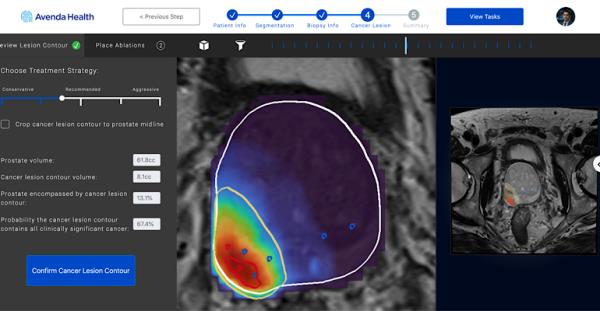 Avenda Health
< Previous Step
4
5
Patient Info
Segmentation
Biopsy Info
Cancer Lesion
Summary
View Tasks
eview Lesion Contour
Place Ablations
2
Choose Treatment Strategy:
Conservative
Recommended
Aggressive
Crop cancer lesion contour to prostate midline
Prostate volume:
61.8cc
Cancer lesion contour volume:
8.1cc
Prostate encompassed by cancer lesion
contour:
13.1%
Probability the cancer lesion contour
contains all clinically significant cancer:
67.4%
Confirm Cancer Lesion Contour